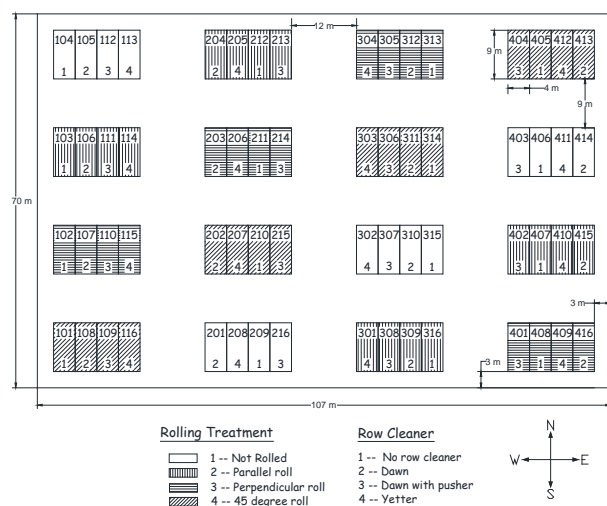 12 m
104 105 112 113
204 205 212 213
304 305 312 313
404 405 412 413
9 m
1 2 3 4
2 4 1 3
4 3 2 1
3 1 4 2
4 m
9 m
103 106 111 114
203 206 211 214
303 306 311 314
403 406 411 414
1 2 3 4
2 4 1 3
4 3 2 1
3 1 4 2
70 m
102 107 110 115
202 207 210 215
302 307 310 315
402 407 410 415
1 2 3 4
2 4 1 3
4 3 2 1
3 1 4 2
3 m
101 108 109 116
201 208 209 216
301 308 309 316
401 408 409 416
1 2 3 4
2 4 1 3
4 3 2 1
3 1 4 2
3 m
107 m
Rolling Treatment
1 -- Not Rolled
2 -- Parallel roll
3 -- Perpendicular roll
4 -- 45 degree roll
Row Cleaner
1 -- No row cleaner
2 -- Dawn
3 -- Dawn with pusher
4 -- Yetter
N
W E
S